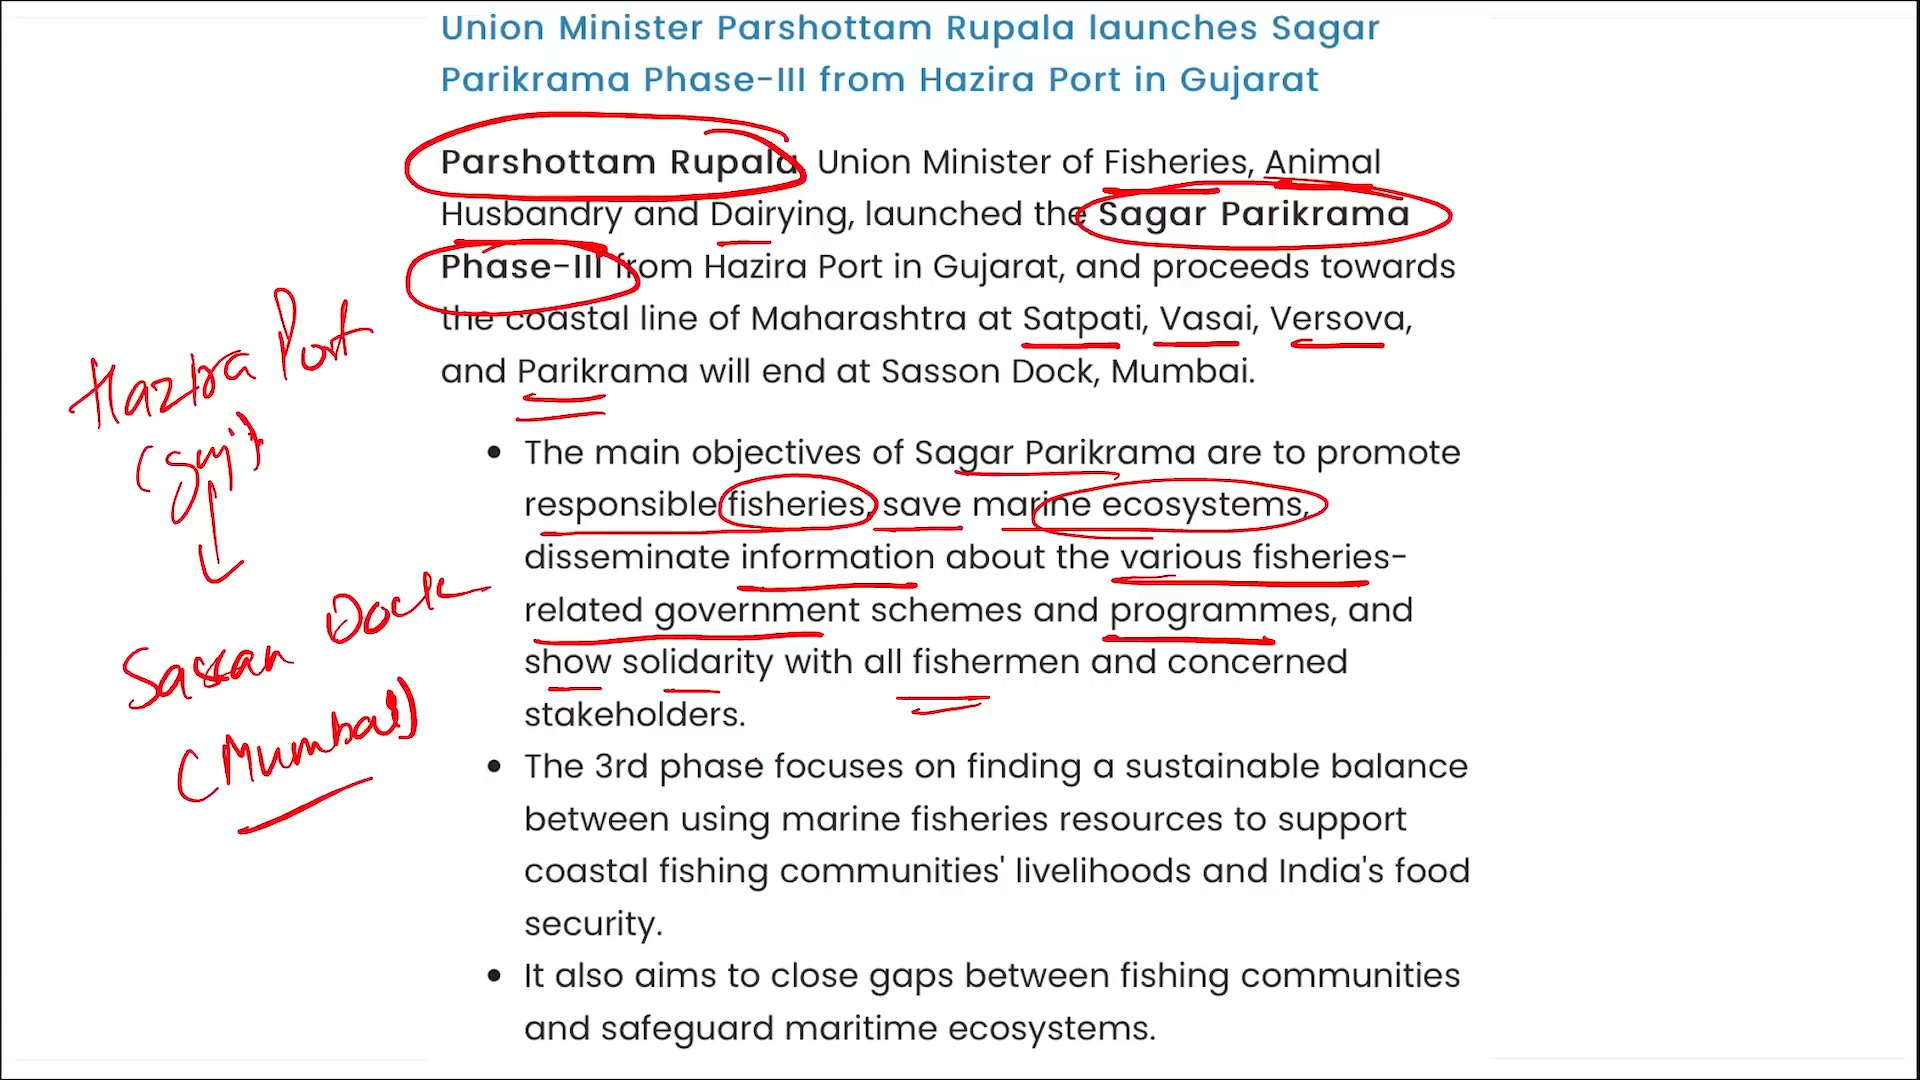 Union Minister Parshottam Rupala launches Sagar
Parikrama Phase-III from Hazira Port in Gujarat
Parshottam Rupala, Union Minister of Fisheries, Animal
Husbandry and Dairying, launched the Sagar Parikrama
Phase-III from Hazira Port in Gujarat, and proceeds towards
the coastal line of Maharashtra at Satpati, Vasai, Versova,
and Parikrama will end at Sasson Dock, Mumbai.
• The main objectives of Sagar Parikrama are to promote
responsible fisheries, save marine ecosystems,
disseminate information about the various fisheries-
related government schemes and programmes, and
show solidarity with all fishermen and concerned
stakeholders.
• The 3rd phase focuses on finding a sustainable balance
between using marine fisheries resources to support
coastal fishing communities' livelihoods and India's food
security.
• It also aims to close gaps between fishing communities
and safeguard maritime ecosystems.
Hazira Port
(Guj)
Sassan Dock
(Mumbai)